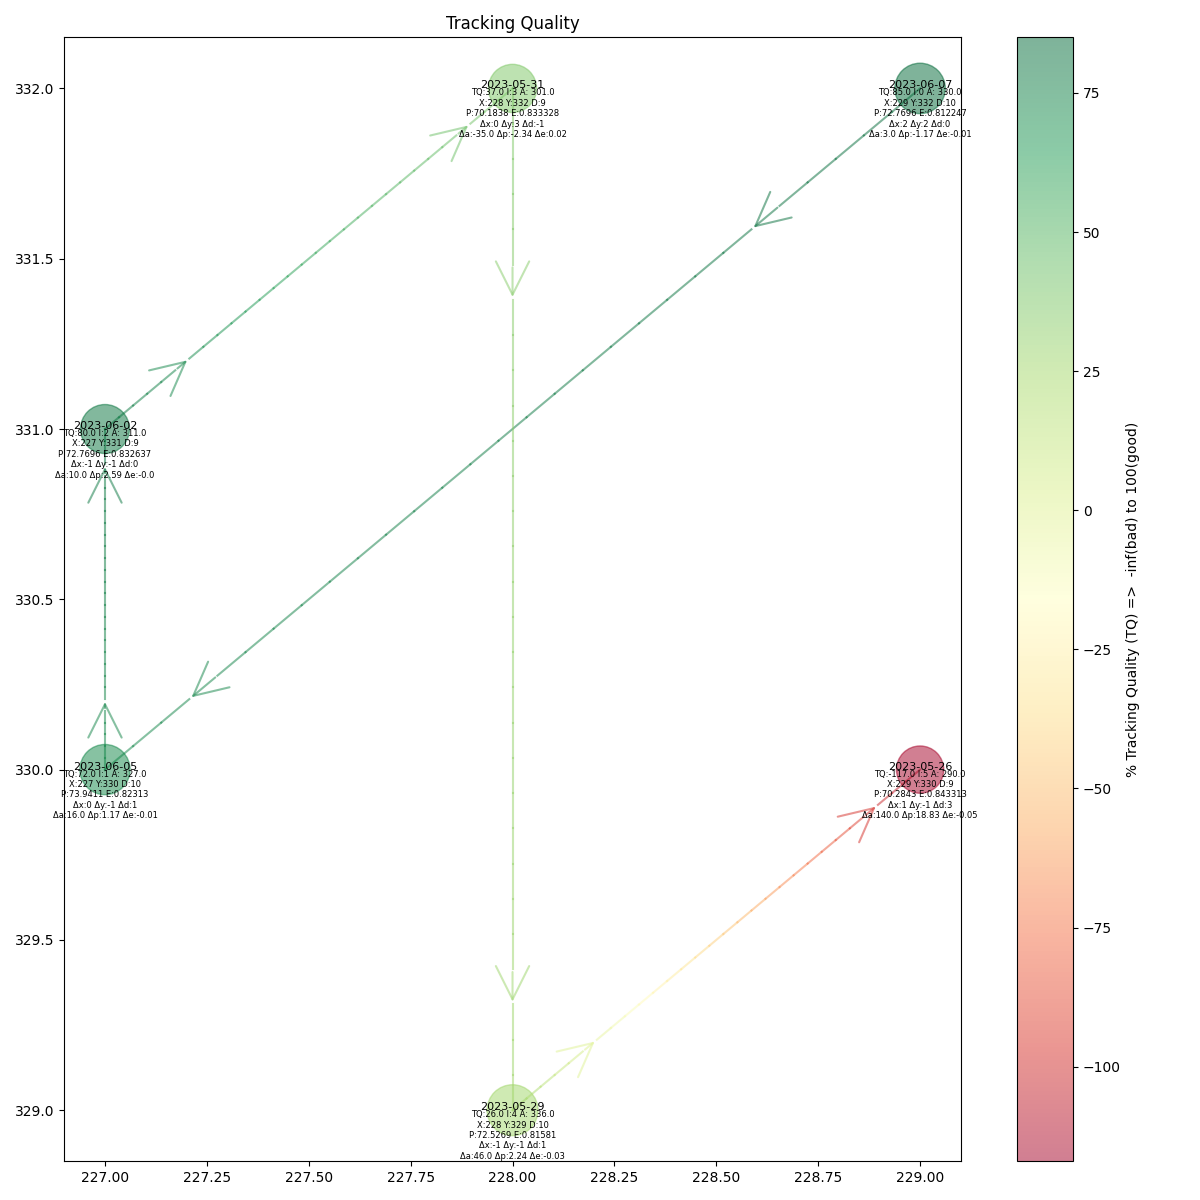 Tracking Quality
332.0
331.5
331.0
330.5
330.0
329.5
329.0
2023-05-31
TQ:37.0 I:3 A: 301.0
X:228 Y:332 D:9
P:70.1838 E:0.833328
Δx:0 Δy:3 Δd:-1
Δa:-35.0 Δp:-2.34 Δe:0.02
2023-06-07
TQ:85.0 I:0 A: 330.0
X:229 Y:332 D:10
P:72.7696 E:0.812247
Δx:2 Δy:2 Δd:0
Δa:3.0 Δp:-1.17 Δe:-0.01
2023-06-02
TQ:80.0 I:2 A: 311.0
X:227 Y:331 D:9
P:72.7696 E:0.832637
Δx:-1 Δy:-1 Δd:0
Δa:10.0 Δp:2.59 Δe:-0.0
2023-06-05
TQ:72.0 I:1 A: 327.0
X:227 Y:330 D:10
P:73.9411 E:0.82313
Δx:0 Δy:-1 Δd:1
Δa:16.0 Δp:1.17 Δe:-0.01
2023-05-26
TQ:-117.0 I:5 A: 290.0
X:229 Y:330 D:9
P:70.2843 E:0.843313
Δx:1 Δy:-1 Δd:3
Δa:140.0 Δp:18.83 Δe:-0.05
2023-05-29
TQ:26.0 I:4 A: 336.0
X:228 Y:329 D:10
P:72.5269 E:0.81581
Δx:-1 Δy:-1 Δd:1
Δa:46.0 Δp:2.24 Δe:-0.03
227.00 227.25 227.50 227.75 228.00 228.25 228.50 228.75 229.00
75
50
25
0
−25
−50
−75
−100
% Tracking Quality (TQ) => -inf(bad) to 100(good)